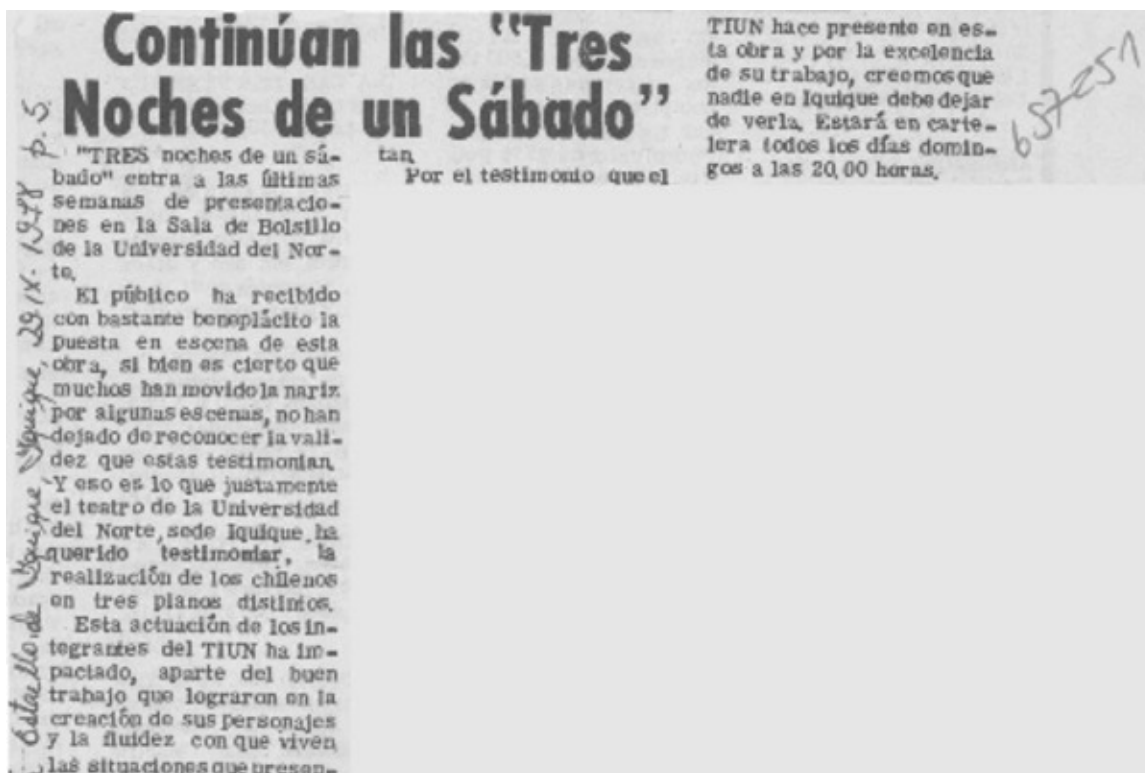 Continúan las "Tres
Noches de un Sábado"
"TRES noches de un sá-
bado" entra a las últimas
semanas de presentacio-
nes en la Sala de Bolsillo
de la Universidad del Nor-
te.
El público ha recibido
con bastante beneplácito la
puesta en escena de esta
obra, si bien es cierto que
muchos han movido la nariz
por algunas escenas, no han
dejado de reconocer la vali-
dez que estas testimonian.
Y eso es lo que justamente
el teatro de la Universidad
del Norte, sede Iquique, ha
querido testimoniar, la
realización de los chilenos
en tres planos distintos.
Esta actuación de los in-
tegrantes del TIUN ha im-
pactado, aparte del buen
trabajo que lograron en la
creación de sus personajes
y la fluidez con que viven
las situaciones que presen-
tan.
Por el testimonio que el
TIUN hace presente en es-
ta obra y por la excelencia
de su trabajo, creemos que
nadie en Iquique debe dejar
de verla. Estará en carte-
lera todos los días domin-
gos a las 20,00 horas.
657-251
Estrella de Iquique, Iquique, 29. IX. 1978 p. 5.